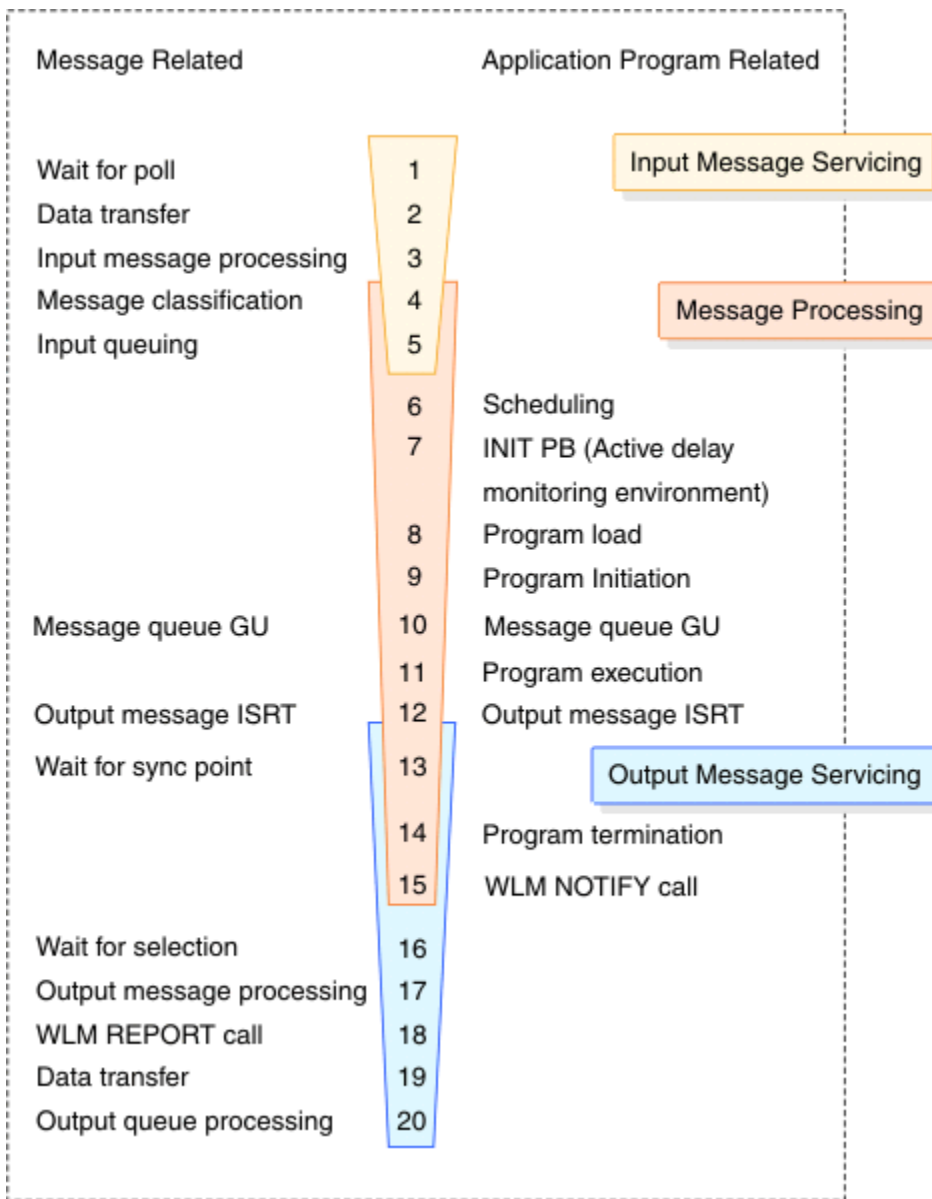 Message Related Application Program Related
Wait for poll 1 Input Message Servicing
Data transfer 2
Input message processing 3
Message classification 4 Message Processing
Input queuing 5
6 Scheduling
7 INIT PB (Active delay
monitoring environment)
8 Program load
9 Program Initiation
Message queue GU 10 Message queue GU
11 Program execution
Output message ISRT 12 Output message ISRT
Wait for sync point 13 Output Message Servicing
14 Program termination
15 WLM NOTIFY call
Wait for selection 16
Output message processing 17
WLM REPORT call 18
Data transfer 19
Output queue processing 20